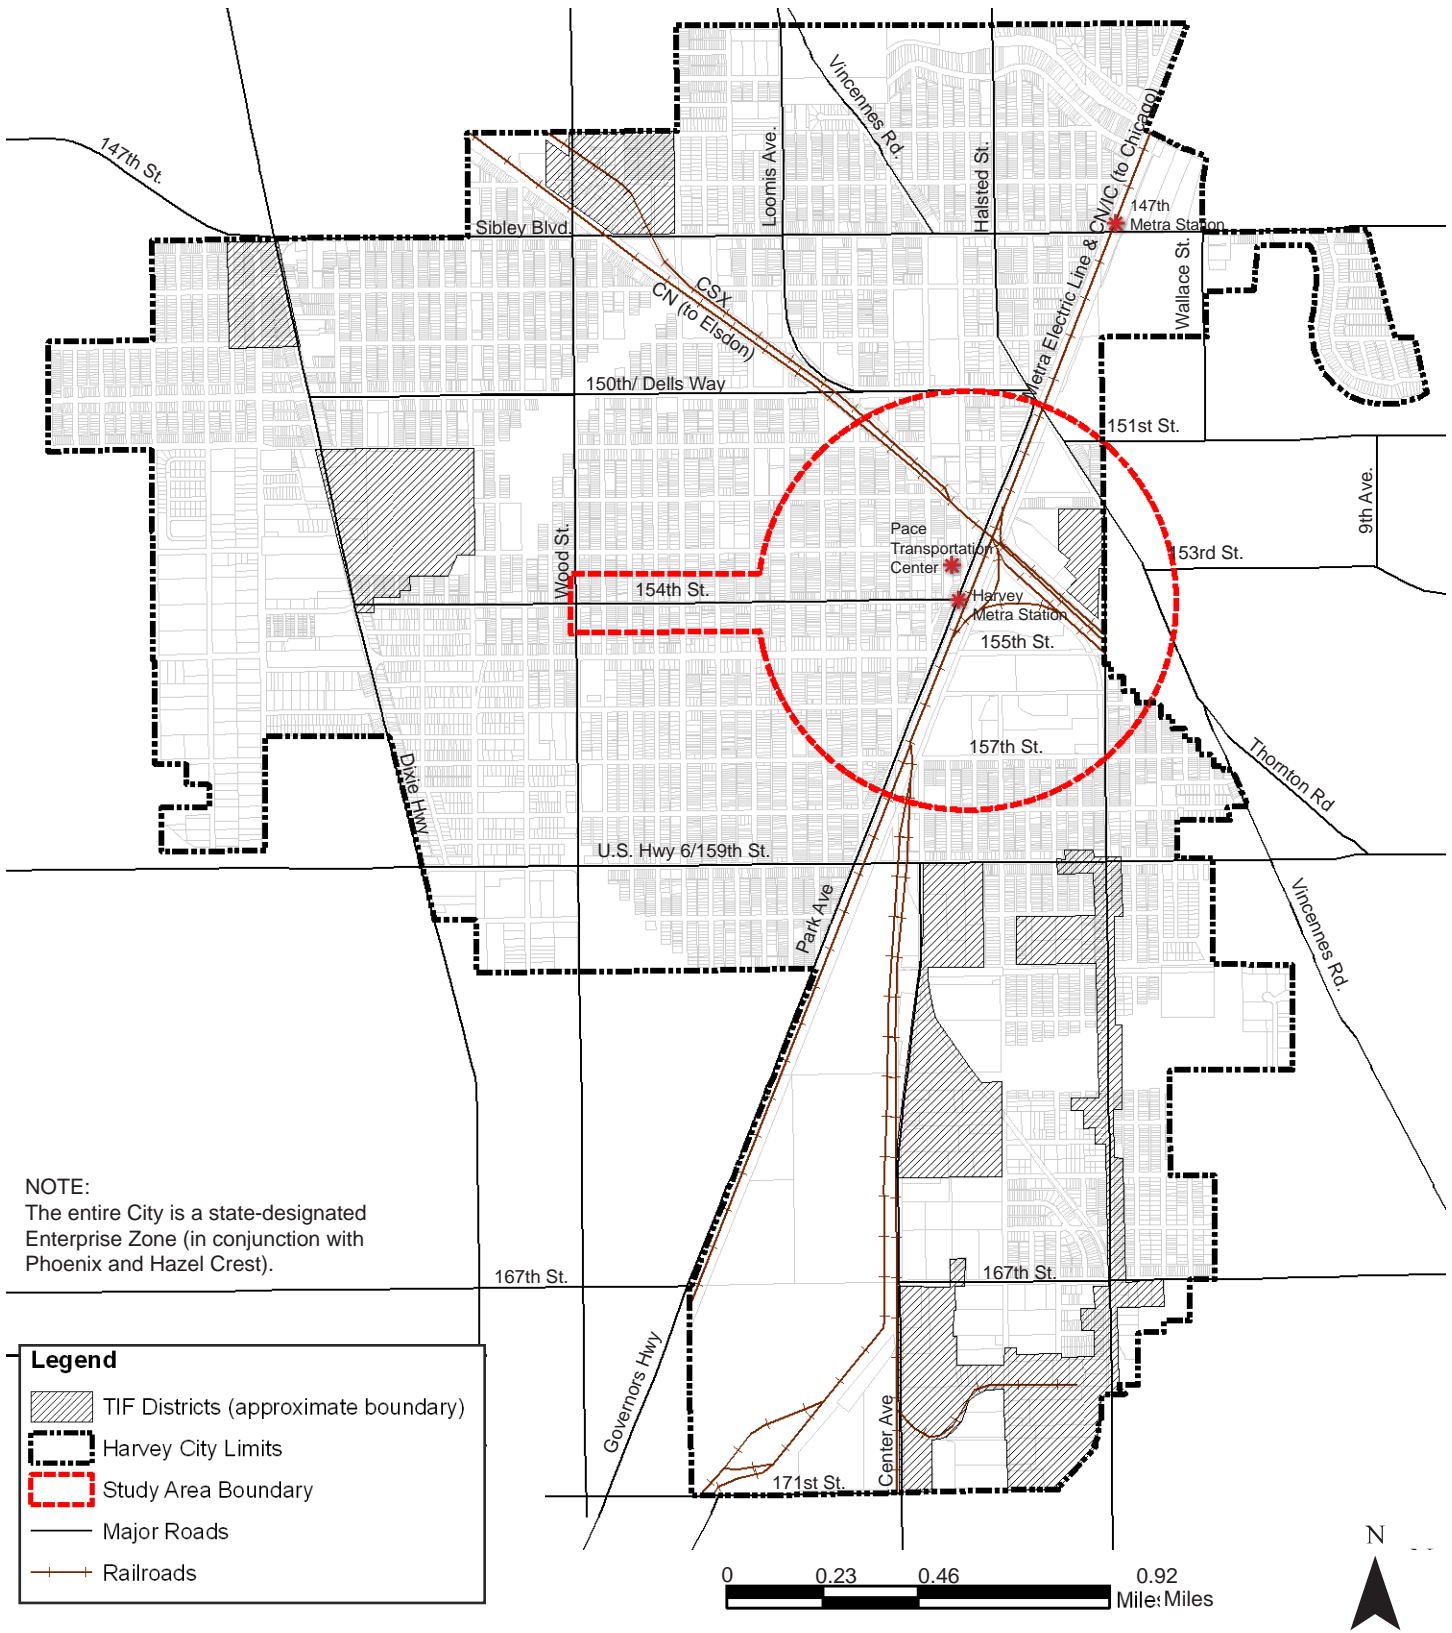 147th St.
Vincennes Rd.
Loomis Ave.
Halsted St.
Metra Electric Line & CN/IC (to Chicago)
147th
Metra Station
Sibley Blvd.
Wallace St.
CSX
CN (to Elsdon)
150th/ Dells Way
151st St.
9th Ave.
Wood St.
Pace
Transportation
Center
153rd St.
154th St.
Harvey
Metra Station
155th St.
157th St.
Thornton Rd
Dixie Hwy
U.S. Hwy 6/159th St.
Park Ave
Vincennes Rd.
NOTE:
The entire City is a state-designated
Enterprise Zone (in conjunction with
Phoenix and Hazel Crest).
167th St.
167th St.
Governors Hwy
Center Ave
171st St.
Legend
TIF Districts (approximate boundary)
Harvey City Limits
Study Area Boundary
Major Roads
Railroads
N
0 0.23 0.46 0.92
Miles Miles